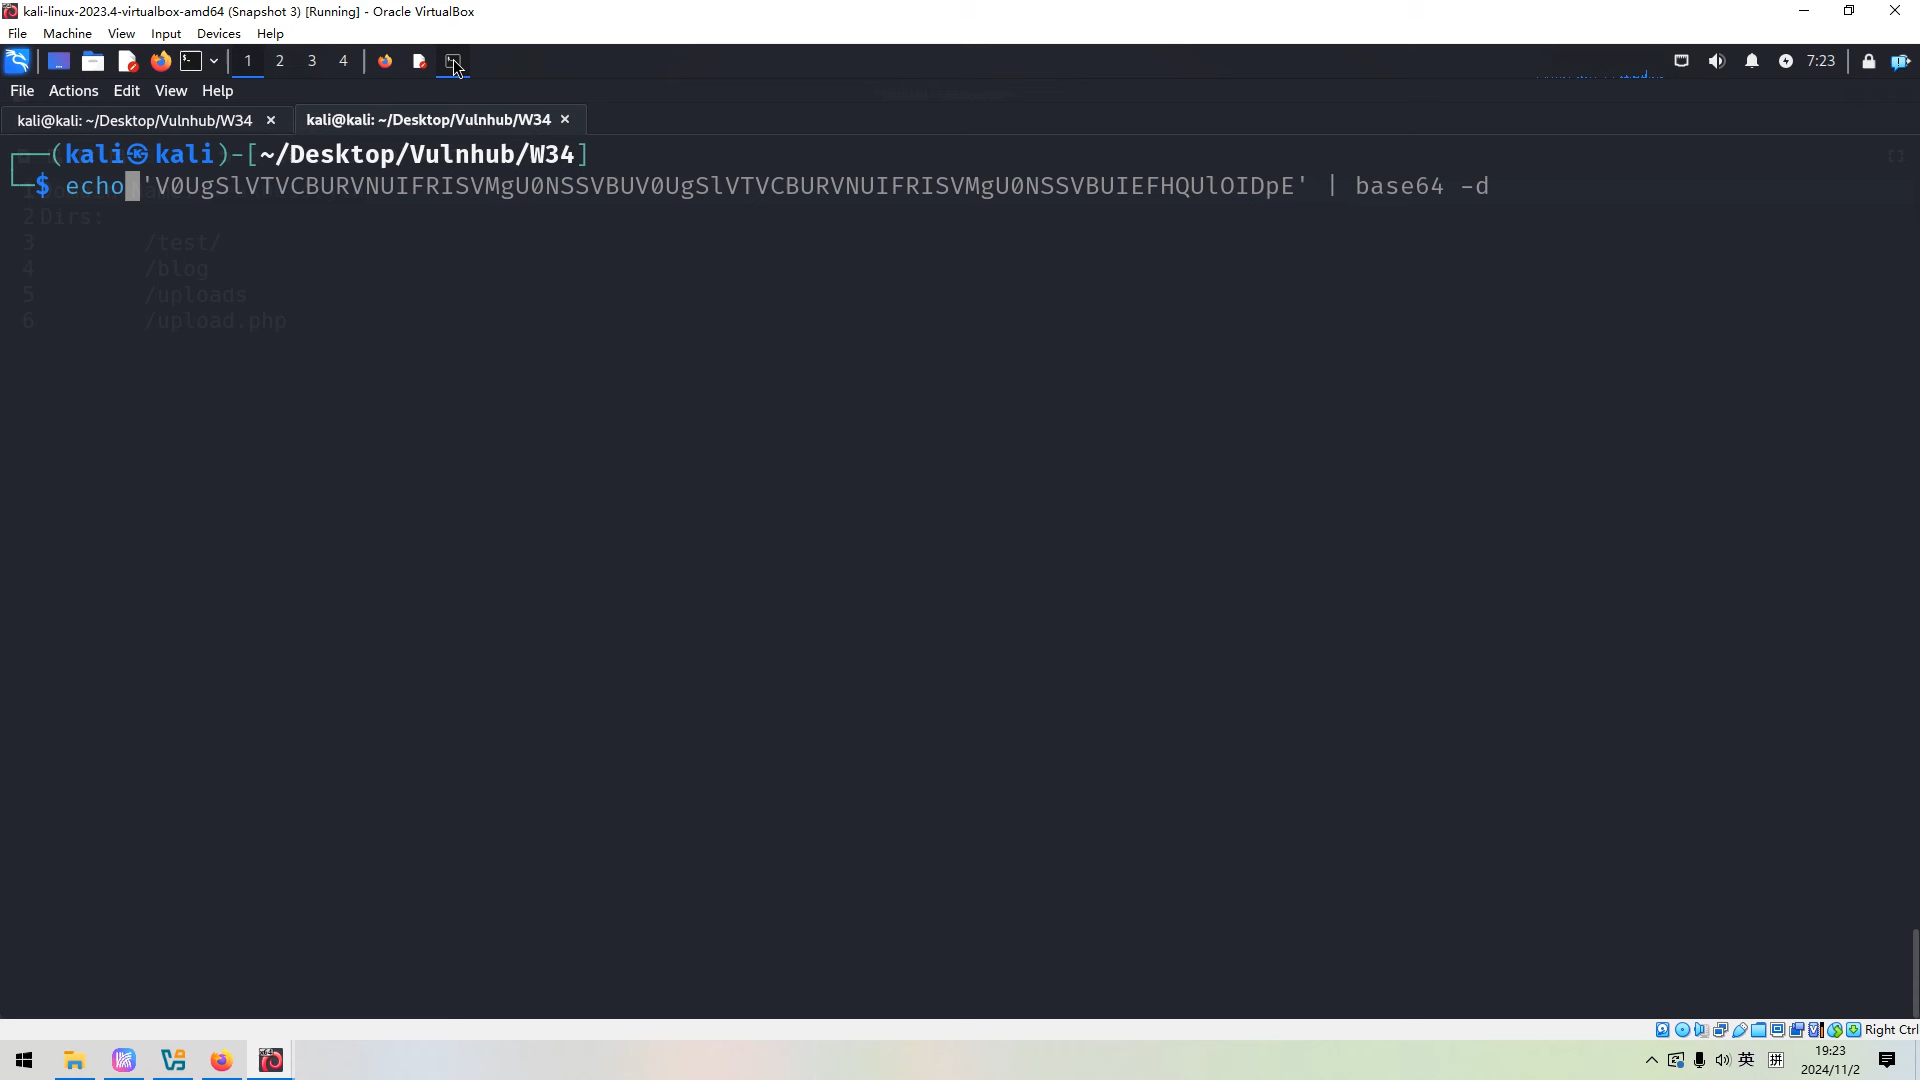 kali-linux-2023.4-virtualbox-amd64 (Snapshot 3) [Running] - Oracle VirtualBox
File Machine View Input Devices Help
1 2 3 4 7:23
File Actions Edit View Help
kali@kali: ~/Desktop/Vulnhub/W34 × kali@kali: ~/Desktop/Vulnhub/W34 ×
(kali㉿kali)-[~/Desktop/Vulnhub/W34]
$ echo 'V0UgSlVTVCBURVNUIFRISVMgU0NSSVBUV0UgSlVTVCBURVNUIFRISVMgU0NSSVBUIEFHQUlOIDpE' | base64 -d
2 Dirs:
3 /test/
4 /blog
5 /uploads
6 /upload.php
Right Ctrl
英 拼 19:23
2024/11/2